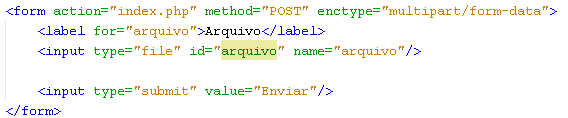 <form action="index.php" method="POST" enctype="multipart/form-data">
<label for="arquivo">Arquivo</label>
<input type="file" id="arquivo" name="arquivo"/>
<input type="submit" value="Enviar"/>
</form>